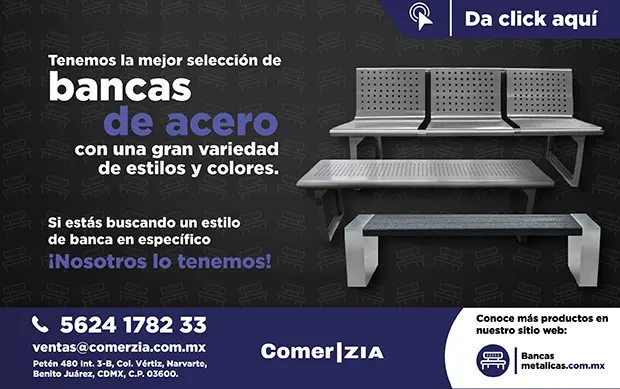 Da click aquí
Tenemos la mejor selección de
bancas
de acero
con una gran variedad
de estilos y colores.
Si estás buscando un estilo
de banca en específico
¡Nosotros lo tenemos!
5624 1782 33
ventas@comerzia.com.mx
Petén 480 Int. 3-B, Col. Vértiz, Narvarte,
Benito Juárez, CDMX, C.P. 03600.
Comer|ZIA
Conoce más productos en
nuestro sitio web:
Bancas
metalicas.com.mx